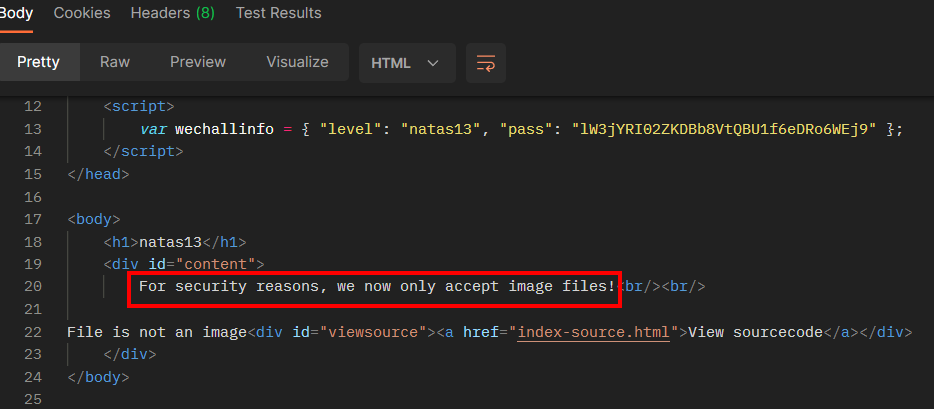 Body Cookies Headers (8) Test Results
Pretty Raw Preview Visualize HTML
12 <script>
13 var wechallinfo = { "level": "natas13", "pass": "lW3jYRI02ZKDBb8VtQBU1f6eDRo6WEj9" };
14 </script>
15 </head>
16
17 <body>
18 <h1>natas13</h1>
19 <div id="content">
20 For security reasons, we now only accept image files!<br/><br/>
21
22 File is not an image<div id="viewsource"><a href="index-source.html">View sourcecode</a></div>
23 </div>
24 </body>
25